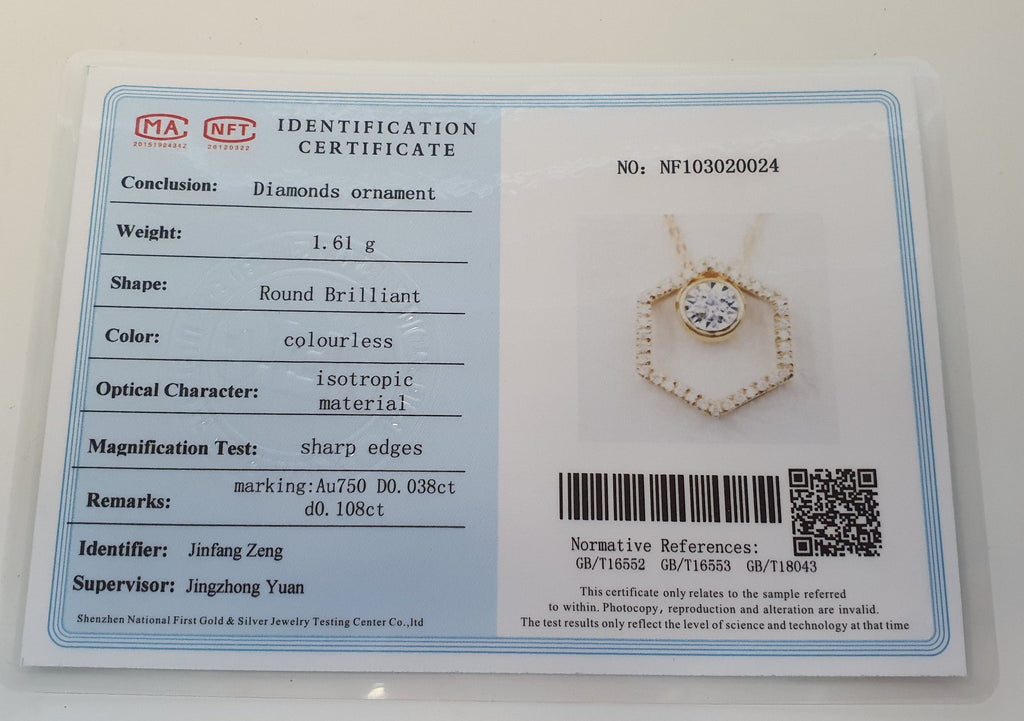 MA
20151904342
NFT
20120322
IDENTIFICATION
CERTIFICATE
Conclusion: Diamonds ornament
Weight: 1.61 g
Shape: Round Brilliant
Color: colourless
Optical Character: isotropic
material
Magnification Test: sharp edges
Remarks: marking:Au750 D0.038ct
d0.108ct
Identifier: Jinfang Zeng
Supervisor: Jingzhong Yuan
Shenzhen National First Gold & Silver Jewelry Testing Center Co.,ltd
NO: NF103020024
Normative References:
GB/T16552 GB/T16553 GB/T18043
This certificate only relates to the sample referred
to within. Photocopy, reproduction and alteration are invalid.
The test results only reflect the level of science and technology at that time